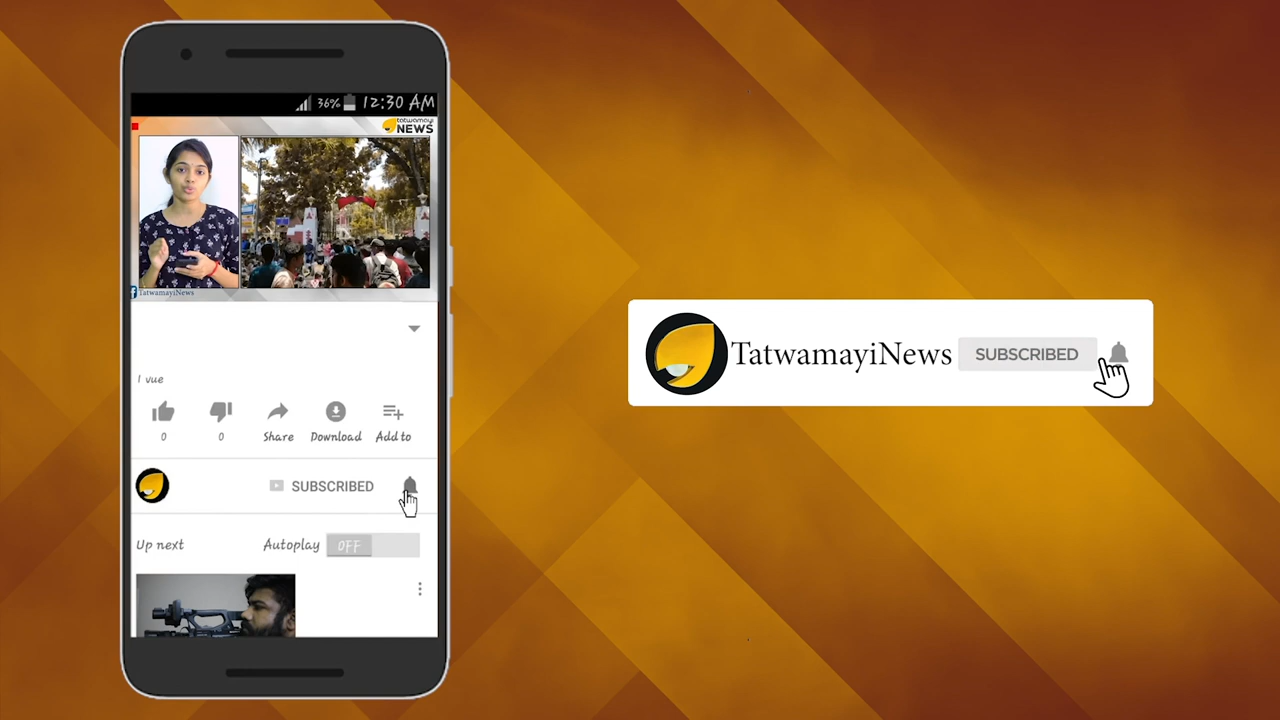 36% 12:30 AM
tatwamayi
NEWS
TatwamayiNews
1 vue
0 0 Share Download Add to
SUBSCRIBED
Up next Autoplay OFF
TatwamayiNews SUBSCRIBED